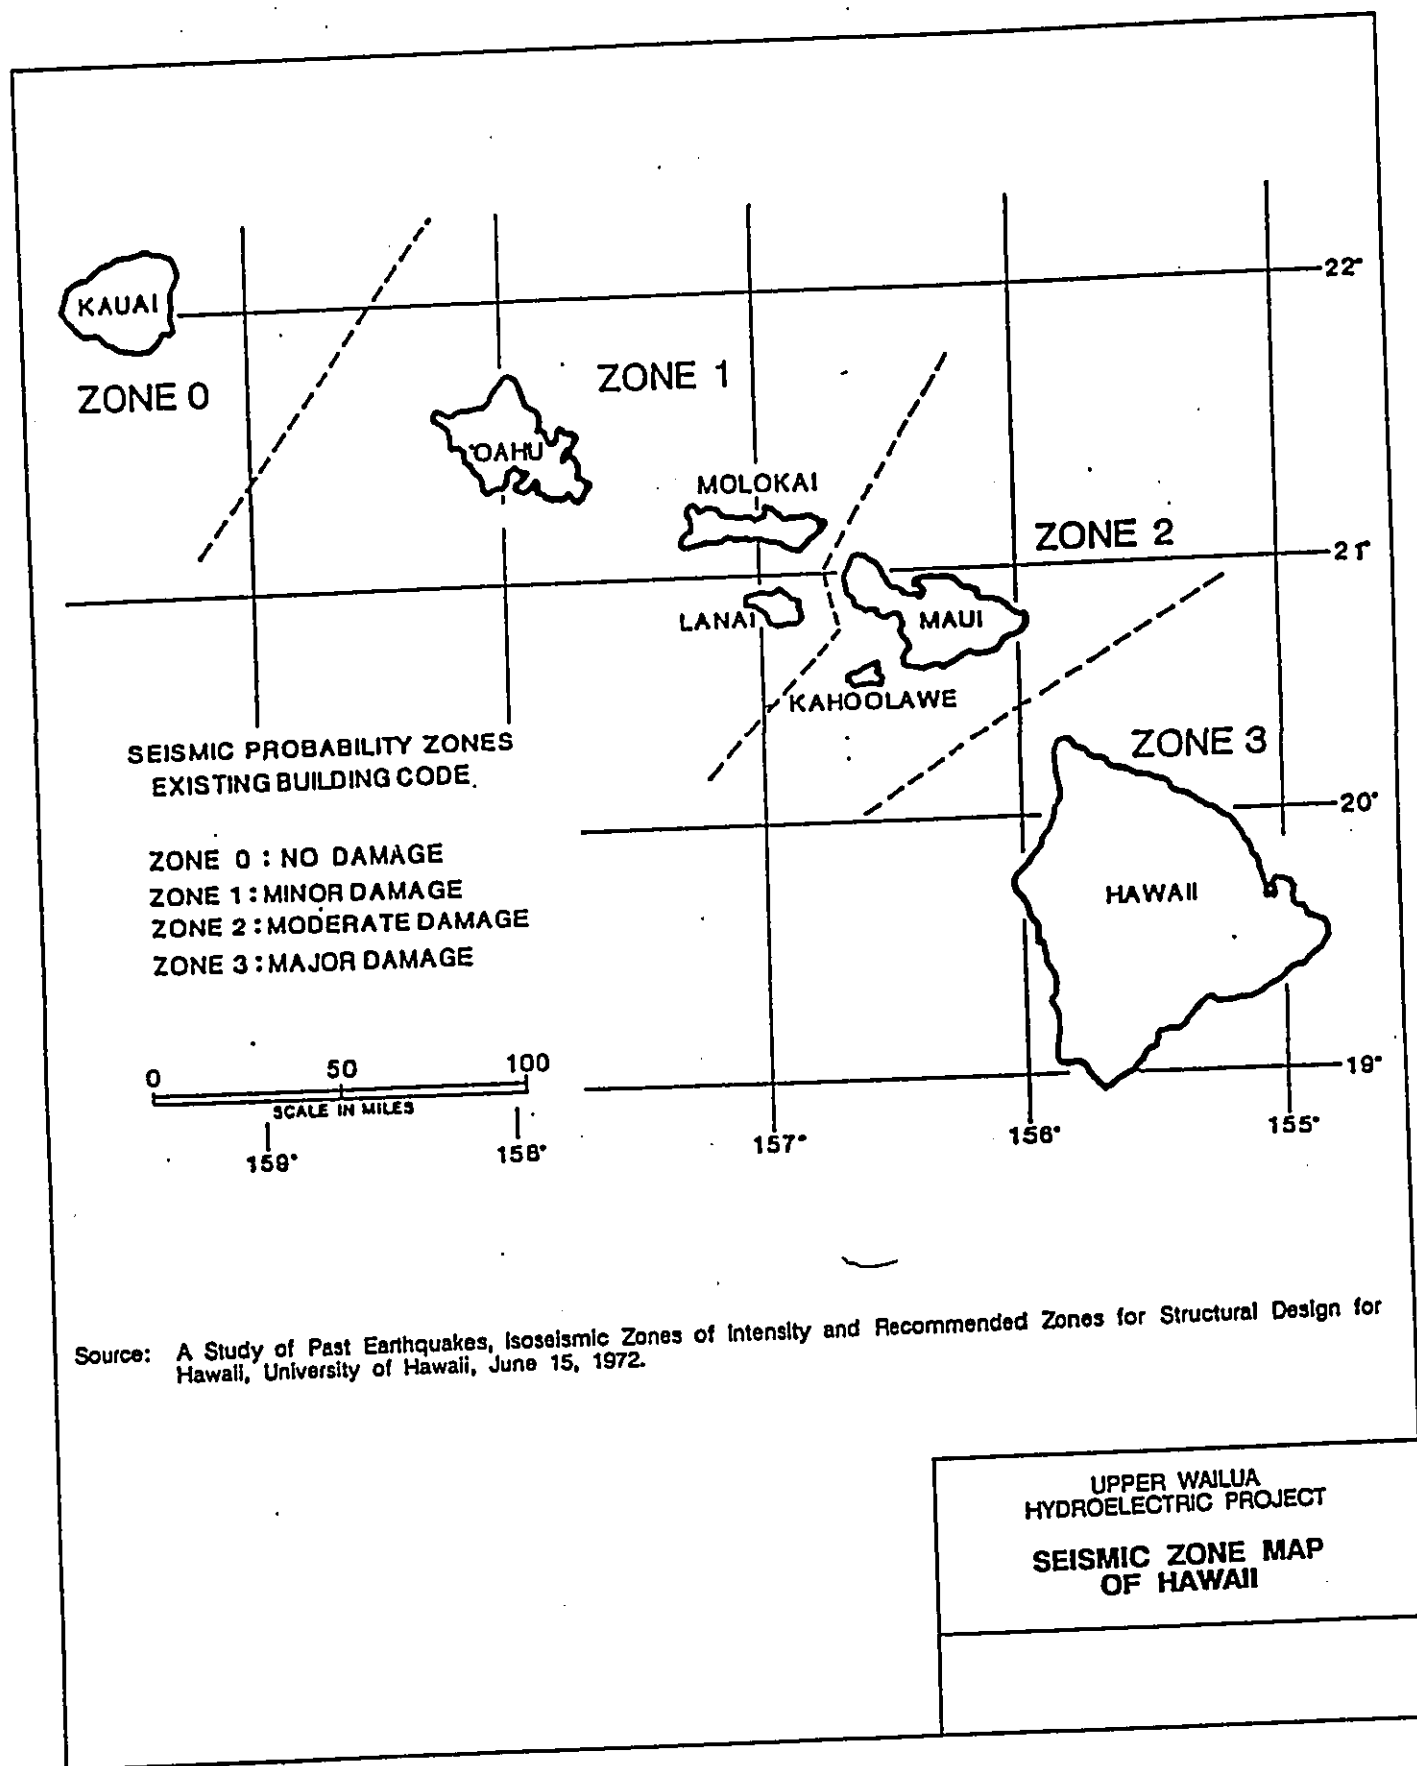 KAUAI
22°
ZONE 0
ZONE 1
OAHU
MOLOKAI
ZONE 2
21°
LANAI
MAUI
KAHOOLAWE
ZONE 3
SEISMIC PROBABILITY ZONES
EXISTING BUILDING CODE.
20°
ZONE 0 : NO DAMAGE
ZONE 1 : MINOR DAMAGE
ZONE 2 : MODERATE DAMAGE
ZONE 3 : MAJOR DAMAGE
HAWAII
0 50 100
SCALE IN MILES
19°
159° 158° 157° 156° 155°
Source: A Study of Past Earthquakes, Isoseismic Zones of Intensity and Recommended Zones for Structural Design for
Hawaii, University of Hawaii, June 15, 1972.
UPPER WAILUA
HYDROELECTRIC PROJECT
SEISMIC ZONE MAP
OF HAWAII